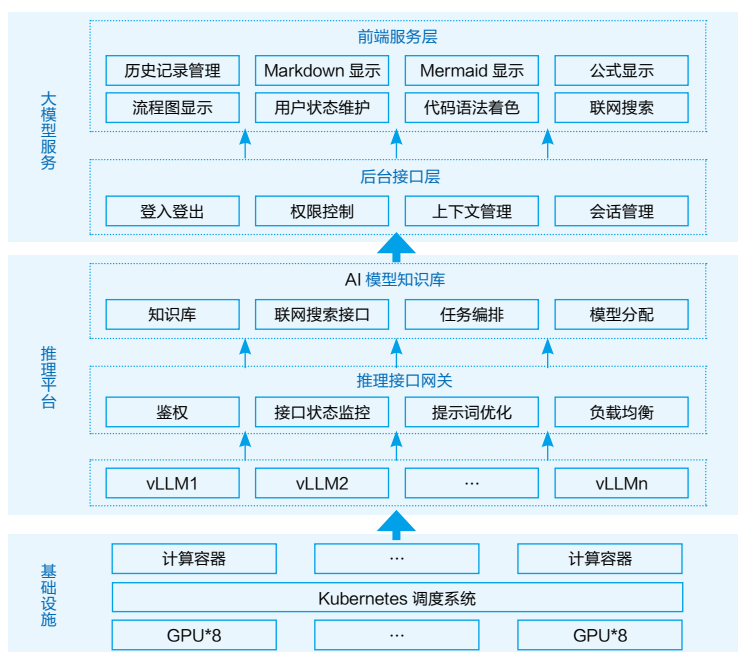 大模型服务
前端服务层
历史记录管理 Markdown 显示 Mermaid 显示 公式显示
流程图显示 用户状态维护 代码语法着色 联网搜索
后台接口层
登入登出 权限控制 上下文管理 会话管理
推理平台
AI 模型知识库
知识库 联网搜索接口 任务编排 模型分配
推理接口网关
鉴权 接口状态监控 提示词优化 负载均衡
vLLM1 vLLM2 … vLLMn
基础设施
计算容器 … 计算容器
Kubernetes 调度系统
GPU*8 … GPU*8